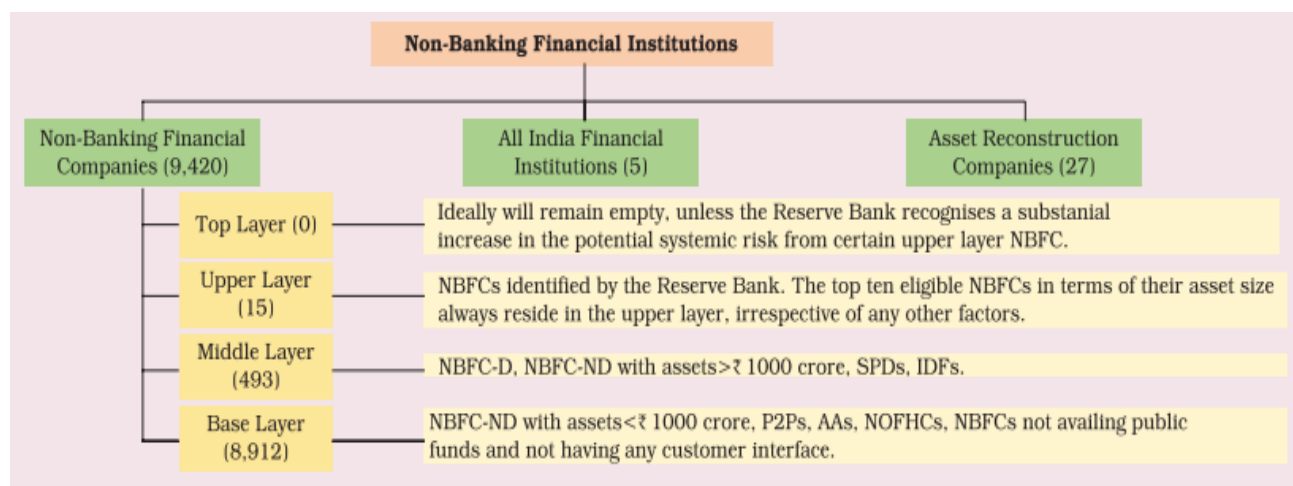 Non-Banking Financial Institutions
Non-Banking Financial
Companies (9,420)
All India Financial
Institutions (5)
Asset Reconstruction
Companies (27)
Top Layer (0)
Ideally will remain empty, unless the Reserve Bank recognises a substanial
increase in the potential systemic risk from certain upper layer NBFC.
Upper Layer
(15)
NBFCs identified by the Reserve Bank. The top ten eligible NBFCs in terms of their asset size
always reside in the upper layer, irrespective of any other factors.
Middle Layer
(493)
NBFC-D, NBFC-ND with assets>₹ 1000 crore, SPDs, IDFs.
Base Layer
(8,912)
NBFC-ND with assets<₹ 1000 crore, P2Ps, AAs, NOFHCs, NBFCs not availing public
funds and not having any customer interface.